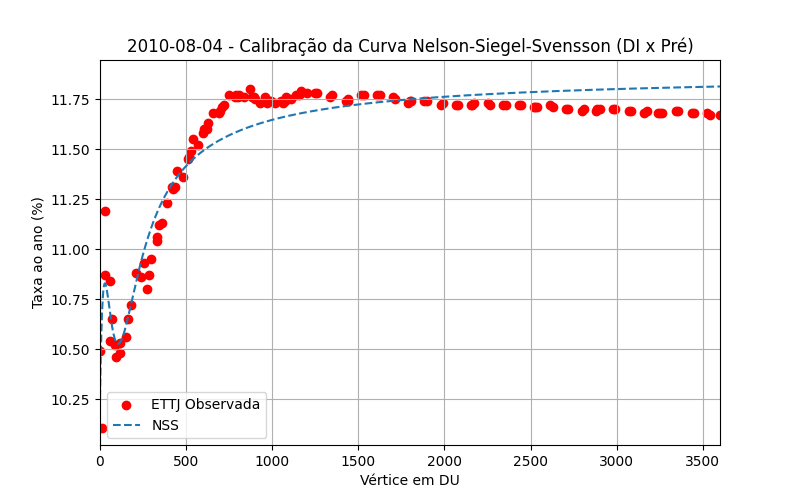 2010-08-04 - Calibração da Curva Nelson-Siegel-Svensson (DI x Pré)
Taxa ao ano (%)
11.75
11.50
11.25
11.00
10.75
10.50
10.25
ETTJ Observada
NSS
0 500 1000 1500 2000 2500 3000 3500
Vértice em DU